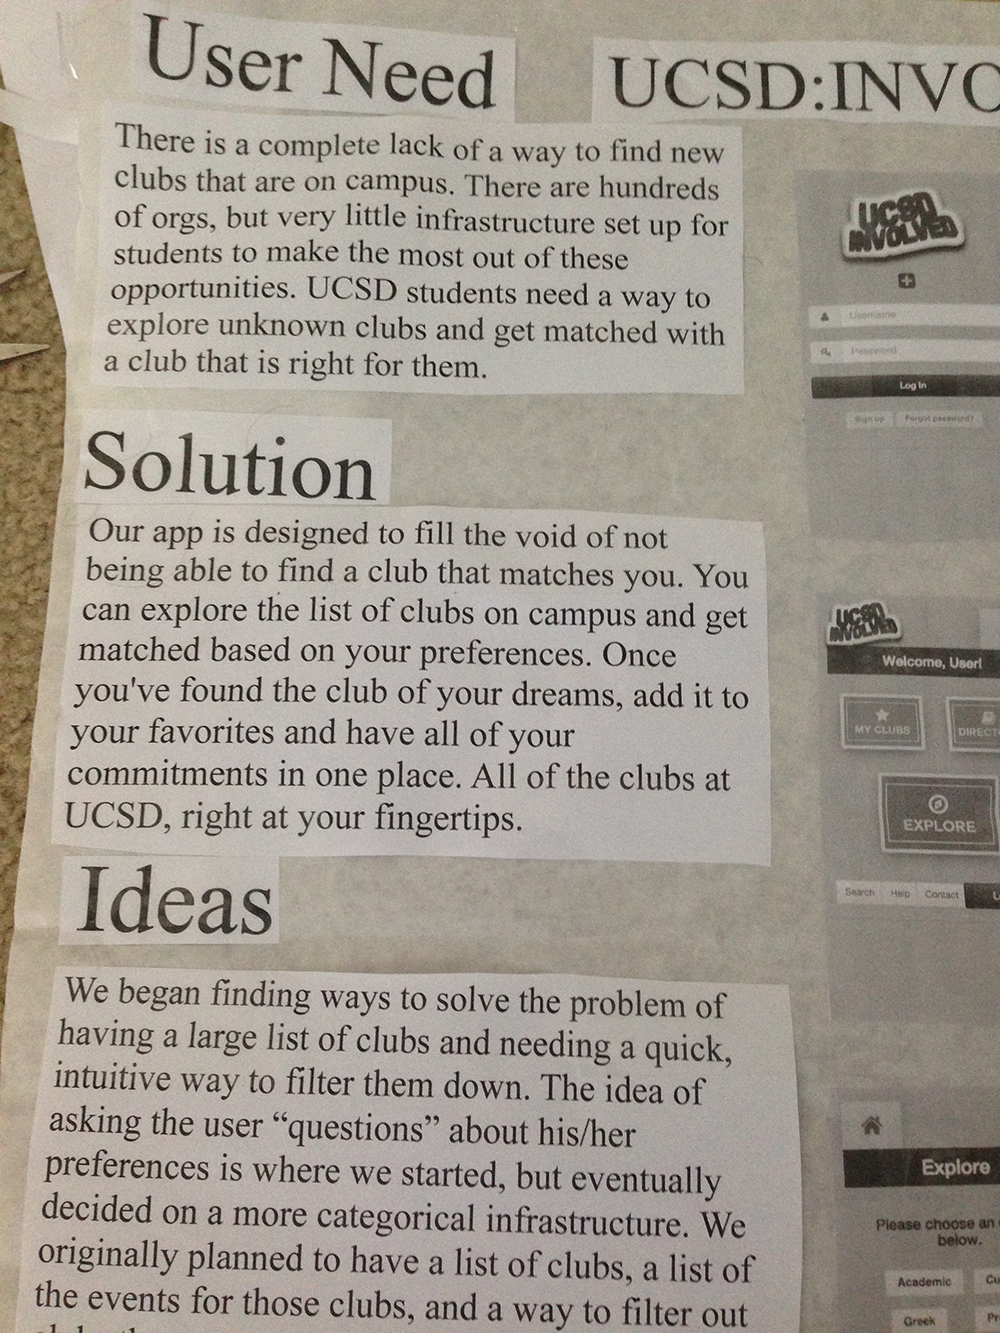 User Need
There is a complete lack of a way to find new
clubs that are on campus. There are hundreds
of orgs, but very little infrastructure set up for
students to make the most out of these
opportunities. UCSD students need a way to
explore unknown clubs and get matched with
a club that is right for them.
Solution
Our app is designed to fill the void of not
being able to find a club that matches you. You
can explore the list of clubs on campus and get
matched based on your preferences. Once
you've found the club of your dreams, add it to
your favorites and have all of your
commitments in one place. All of the clubs at
UCSD, right at your fingertips.
Ideas
We began finding ways to solve the problem of
having a large list of clubs and needing a quick,
intuitive way to filter them down. The idea of
asking the user “questions” about his/her
preferences is where we started, but eventually
decided on a more categorical infrastructure. We
originally planned to have a list of clubs, a list of
the events for those clubs, and a way to filter out
UCSD:INVO
UCSD
INVOLVED
Username
Password
Log In
Sign up Forgot password?
UCSD
INVOLVED
Welcome, User!
MY CLUBS DIRECT
EXPLORE
Search Help Contact
Explore
Please choose an
below.
Academic Cu
Greek